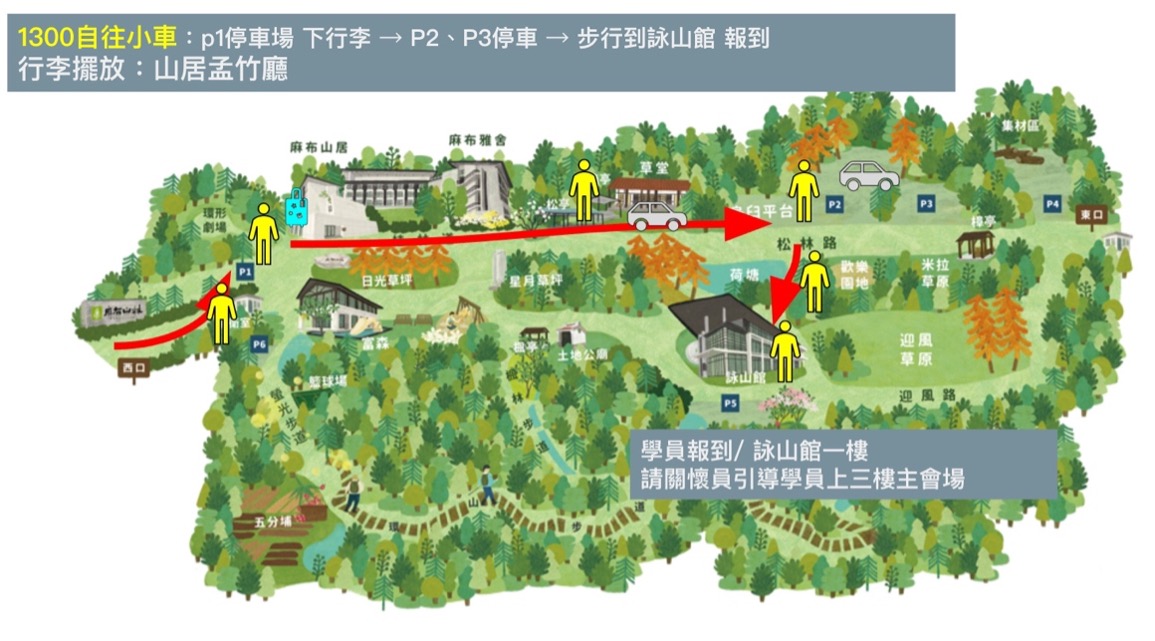 1300自往小車：p1停車場 下行李 → P2、P3停車 → 步行到詠山館 報到
行李擺放：山居孟竹廳
集材區
麻布山居
麻布雅舍
草堂
環形
劇場
松亭
P2
P3
P4
東口
平台
松林路
P1
日光草坪
星月草坪
荷塘
歡樂
園地
米拉
草原
P6
富森
土地公廟
迎風
草原
西口
籃球場
詠山館
P5
迎風路
螢光步道
林步道
學員報到/ 詠山館一樓
請關懷員引導學員上三樓主會場
五分埔
環山步道